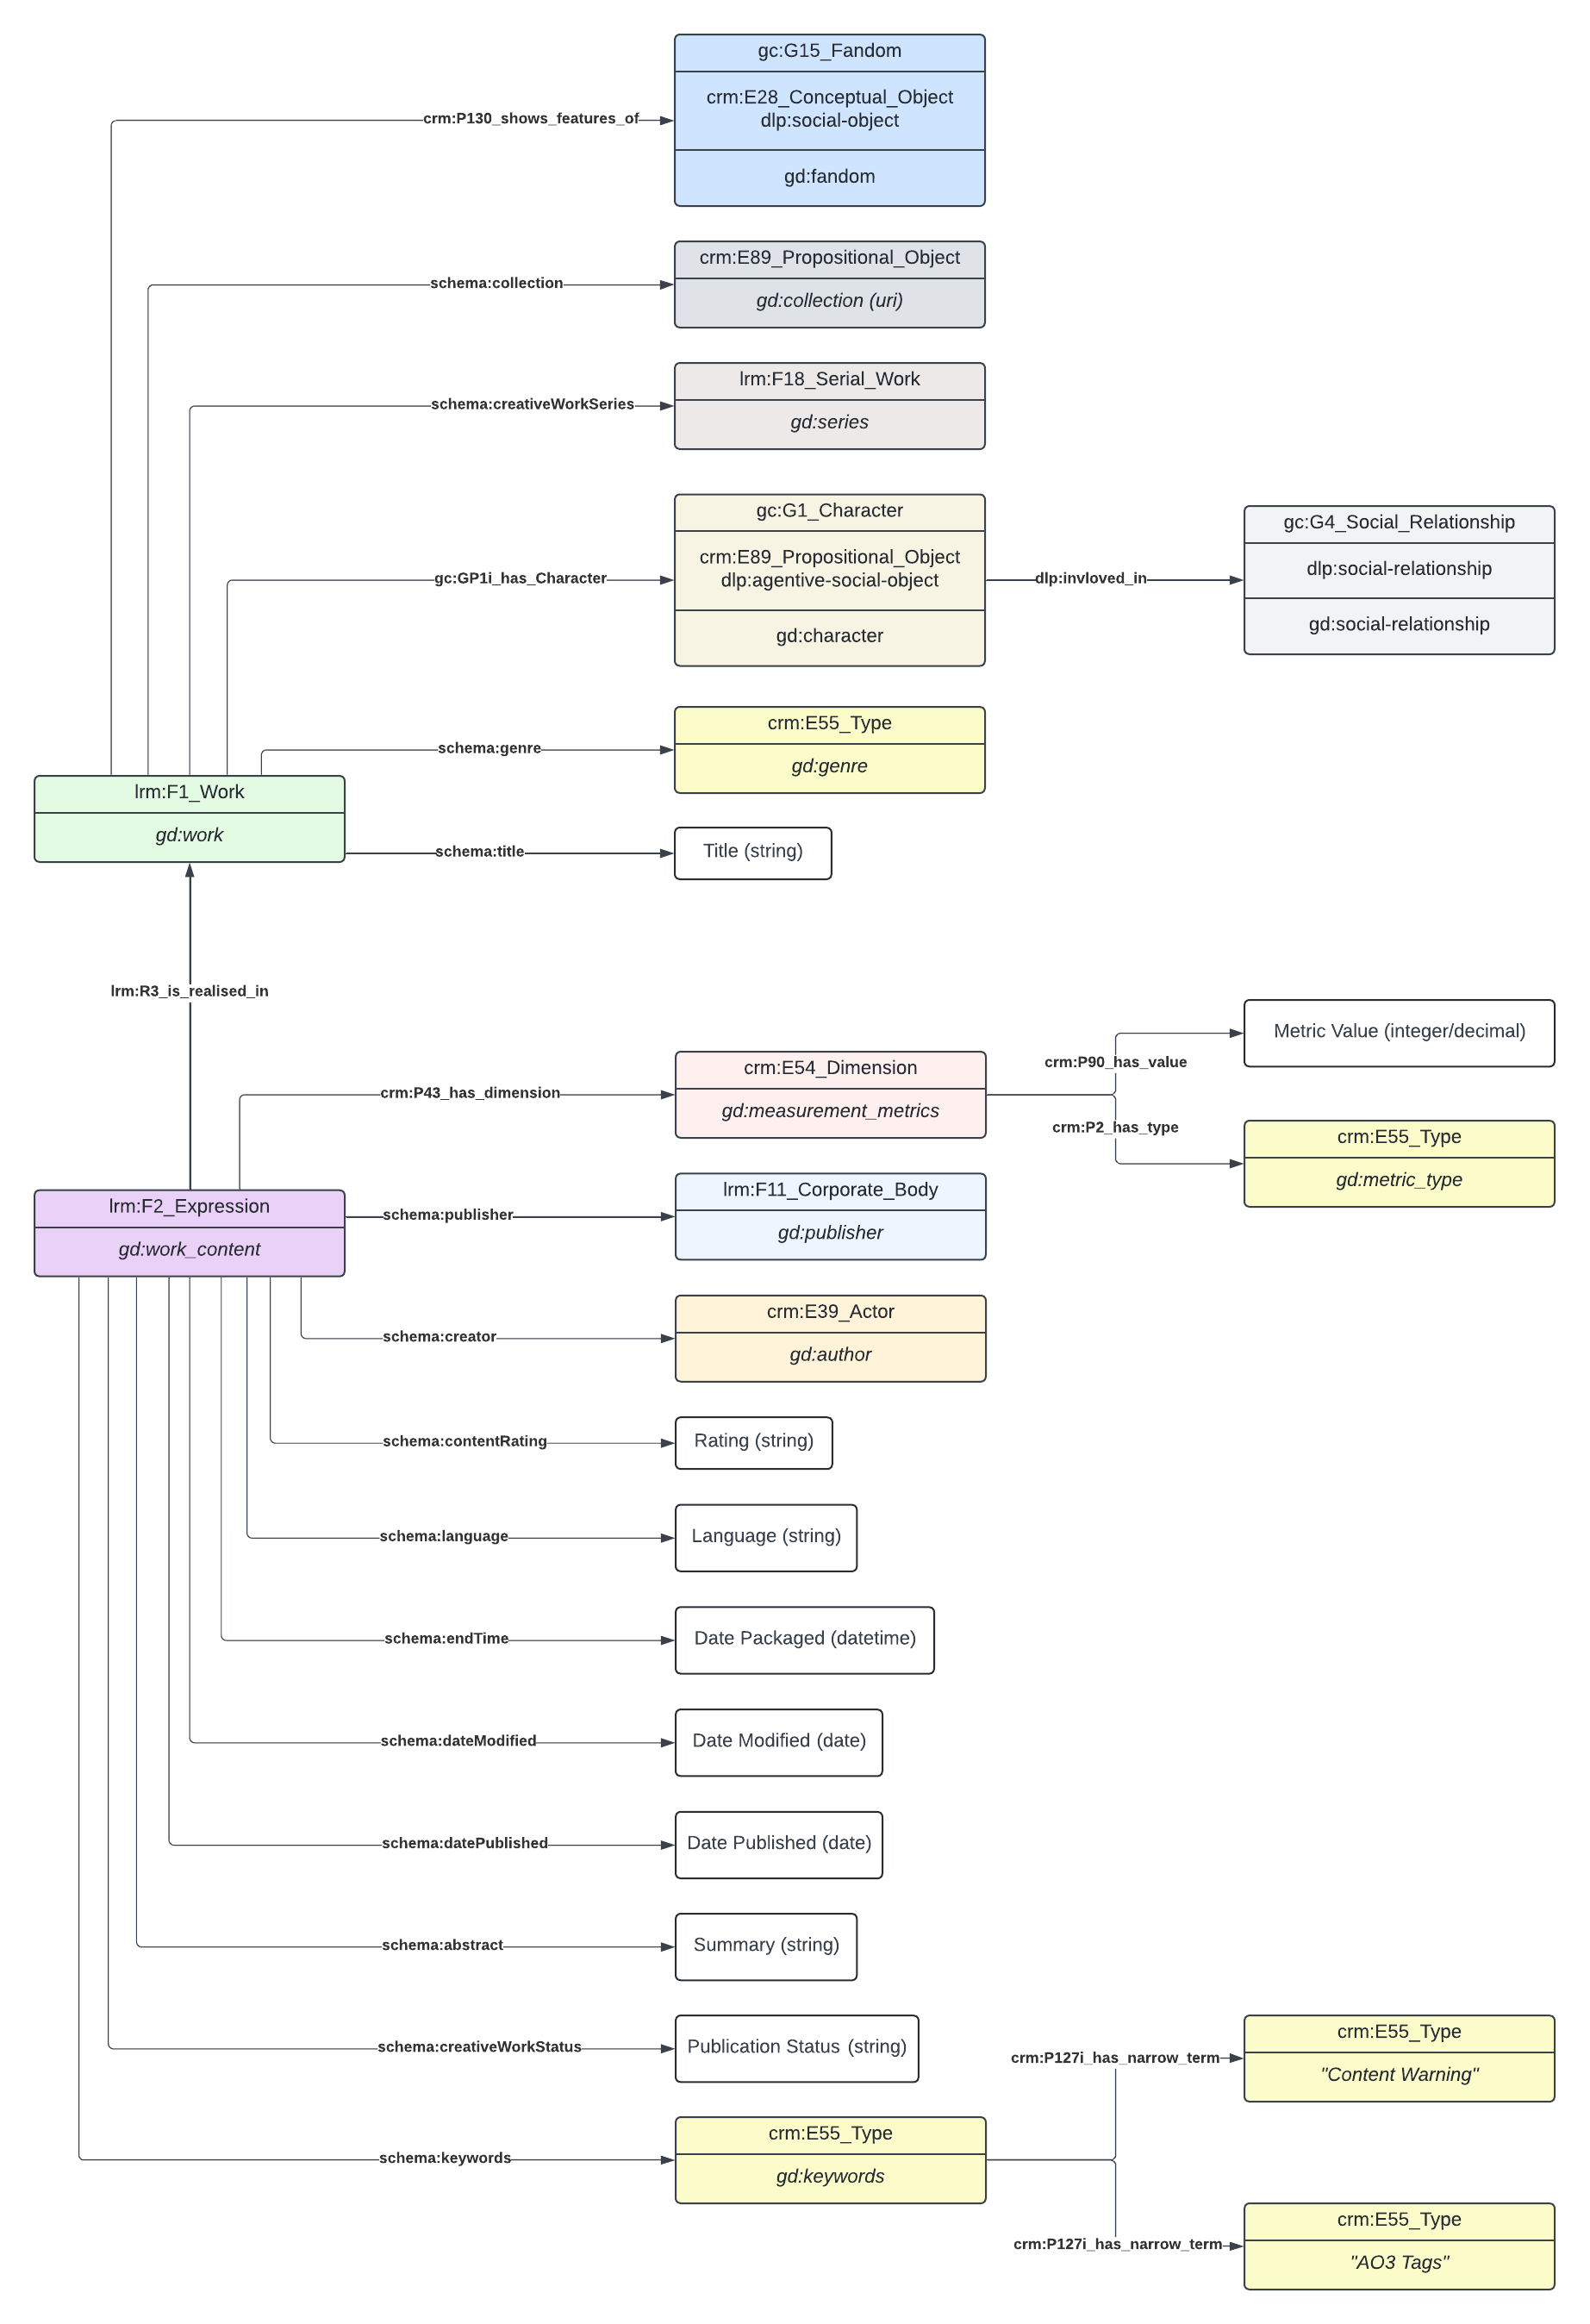 gc:G15_Fandom
crm:E28_Conceptual_Object
dlp:social-object
gd:fandom
crm:P130_shows_features_of
crm:E89_Propositional_Object
gd:collection (uri)
schema:collection
lrm:F18_Serial_Work
gd:series
schema:creativeWorkSeries
gc:G1_Character
crm:E89_Propositional_Object
dlp:agentive-social-object
gd:character
gc:GP1i_has_Character
dlp:invloved_in
gc:G4_Social_Relationship
dlp:social-relationship
gd:social-relationship
crm:E55_Type
gd:genre
schema:genre
lrm:F1_Work
gd:work
schema:title
Title (string)
lrm:R3_is_realised_in
crm:P43_has_dimension
crm:E54_Dimension
gd:measurement_metrics
crm:P90_has_value
Metric Value (integer/decimal)
crm:P2_has_type
crm:E55_Type
gd:metric_type
lrm:F2_Expression
gd:work_content
schema:publisher
lrm:F11_Corporate_Body
gd:publisher
schema:creator
crm:E39_Actor
gd:author
schema:contentRating
Rating (string)
schema:language
Language (string)
schema:endTime
Date Packaged (datetime)
schema:dateModified
Date Modified (date)
schema:datePublished
Date Published (date)
schema:abstract
Summary (string)
schema:creativeWorkStatus
Publication Status (string)
schema:keywords
crm:E55_Type
gd:keywords
crm:P127i_has_narrow_term
crm:E55_Type
"Content Warning"
crm:P127i_has_narrow_term
crm:E55_Type
"AO3 Tags"